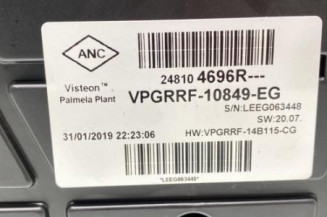 ANC
Visteon™
Palmela Plant
24810 4696R---
VPGRRF-10849-EG
S/N:LEEG063448
SW:20.07.
31/01/2019 22:23:06
HW:VPGRRF-14B115-CG
*LEEG063448*